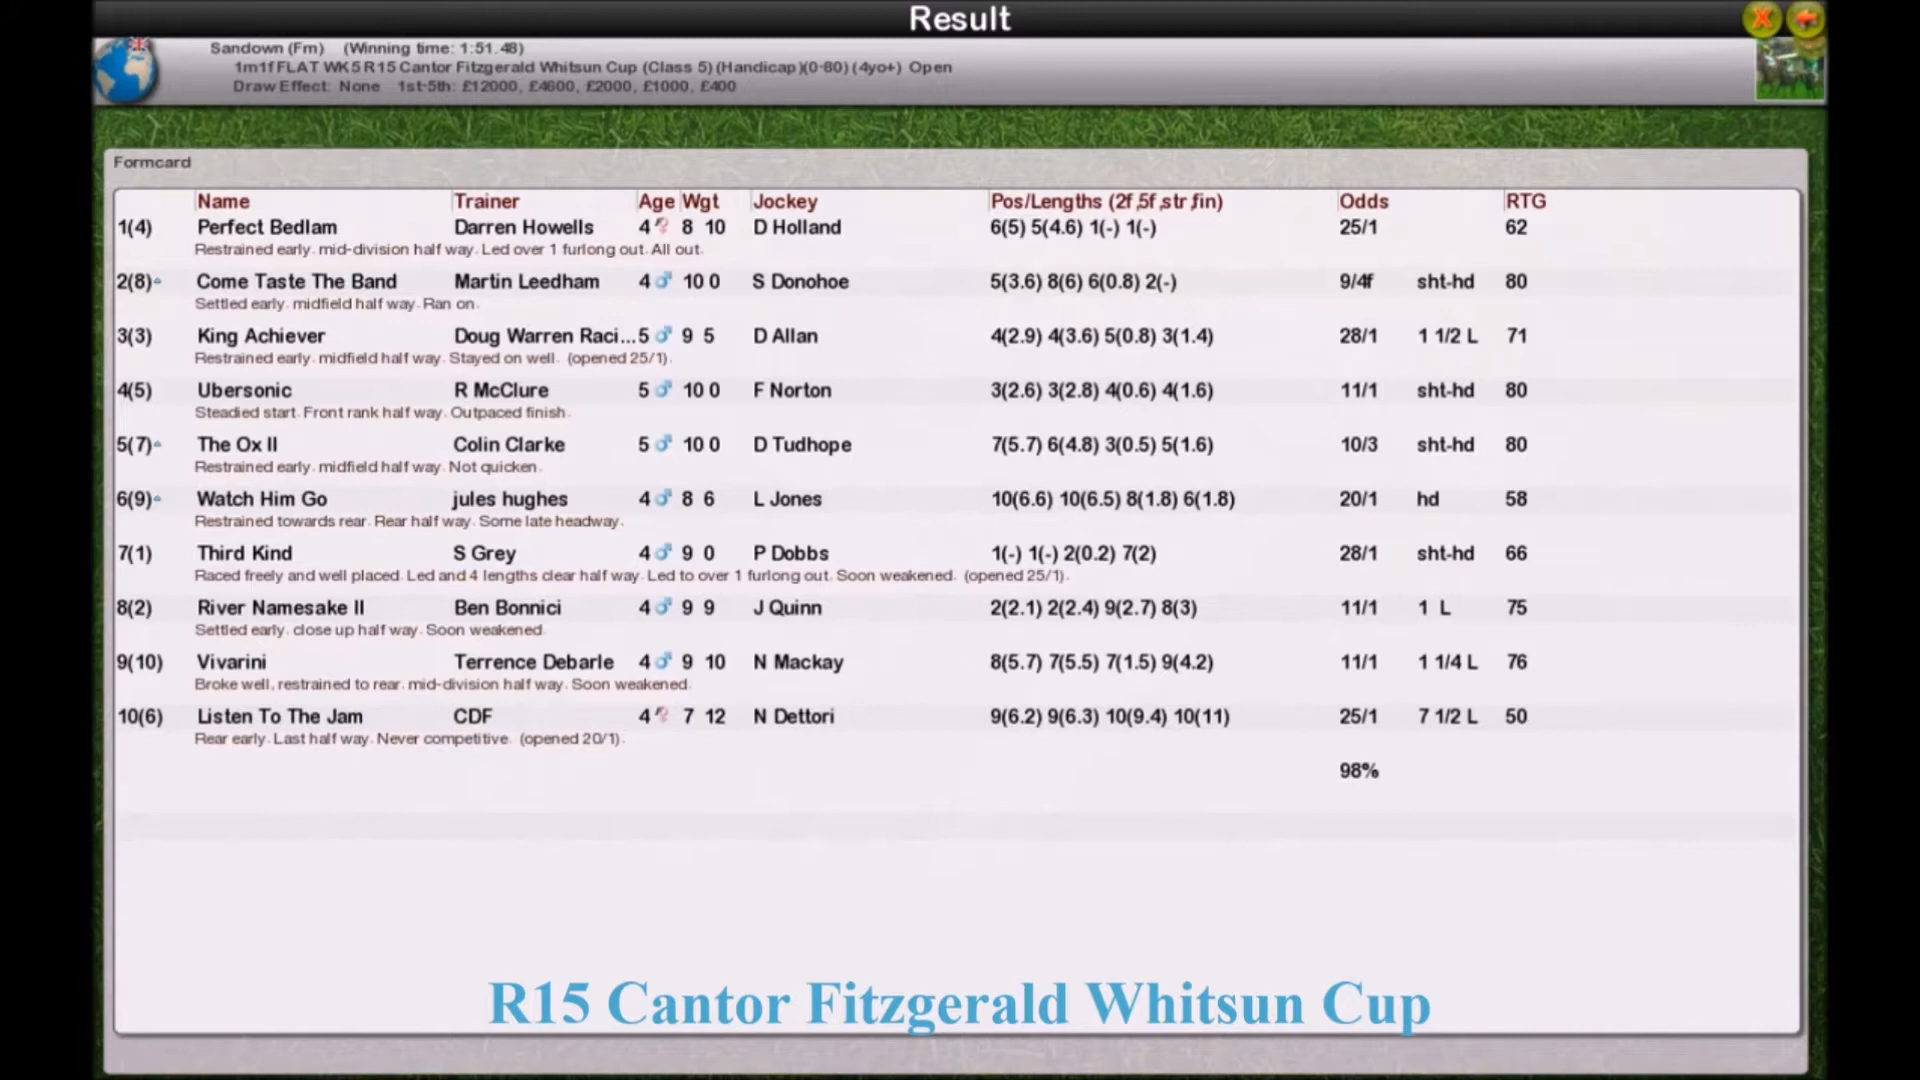 Result
Sandown (Fm) (Winning time: 1:51.48)
1m1f FLAT WK5 R15 Cantor Fitzgerald Whitsun Cup (Class 5) (Handicap )(0-80) (4yo+) Open
Draw Effect: None 1st-5th: £12000, £4600, £2000, £1000, £400
Formcard
Name Trainer Age Wgt Jockey Pos/Lengths (2f,5f,str,fin) Odds RTG
1(4) Perfect Bedlam Darren Howells 4♀ 8 10 D Holland 6(5) 5(4.6) 1(-) 1(-) 25/1 62
Restrained early. mid-division half way. Led over 1 furlong out. All out.
2(8) Come Taste The Band Martin Leedham 4♂ 10 0 S Donohoe 5(3.6) 8(6) 6(0.8) 2(-) 9/4f sht-hd 80
Settled early. midfield half way. Ran on.
3(3) King Achiever Doug Warren Raci... 5♂ 9 5 D Allan 4(2.9) 4(3.6) 5(0.8) 3(1.4) 28/1 1 1/2 L 71
Restrained early. midfield half way. Stayed on well. (opened 25/1).
4(5) Ubersonic R McClure 5♂ 10 0 F Norton 3(2.6) 3(2.8) 4(0.6) 4(1.6) 11/1 sht-hd 80
Steadied start. Front rank half way. Outpaced finish.
5(7) The Ox II Colin Clarke 5♂ 10 0 D Tudhope 7(5.7) 6(4.8) 3(0.5) 5(1.6) 10/3 sht-hd 80
Restrained early. midfield half way. Not quicken.
6(9) Watch Him Go jules hughes 4♂ 8 6 L Jones 10(6.6) 10(6.5) 8(1.8) 6(1.8) 20/1 hd 58
Restrained towards rear. Rear half way. Some late headway.
7(1) Third Kind S Grey 4♂ 9 0 P Dobbs 1(-) 1(-) 2(0.2) 7(2) 28/1 sht-hd 66
Raced freely and well placed. Led and 4 lengths clear half way. Led to over 1 furlong out. Soon weakened. (opened 25/1).
8(2) River Namesake II Ben Bonnici 4♂ 9 9 J Quinn 2(2.1) 2(2.4) 9(2.7) 8(3) 11/1 1 L 75
Settled early. close up half way. Soon weakened.
9(10) Vivarini Terrence Debarle 4♂ 9 10 N Mackay 8(5.7) 7(5.5) 7(1.5) 9(4.2) 11/1 1 1/4 L 76
Broke well, restrained to rear. mid-division half way. Soon weakened.
10(6) Listen To The Jam CDF 4♀ 7 12 N Dettori 9(6.2) 9(6.3) 10(9.4) 10(11) 25/1 7 1/2 L 50
Rear early. Last half way. Never competitive. (opened 20/1).
98%
R15 Cantor Fitzgerald Whitsun Cup